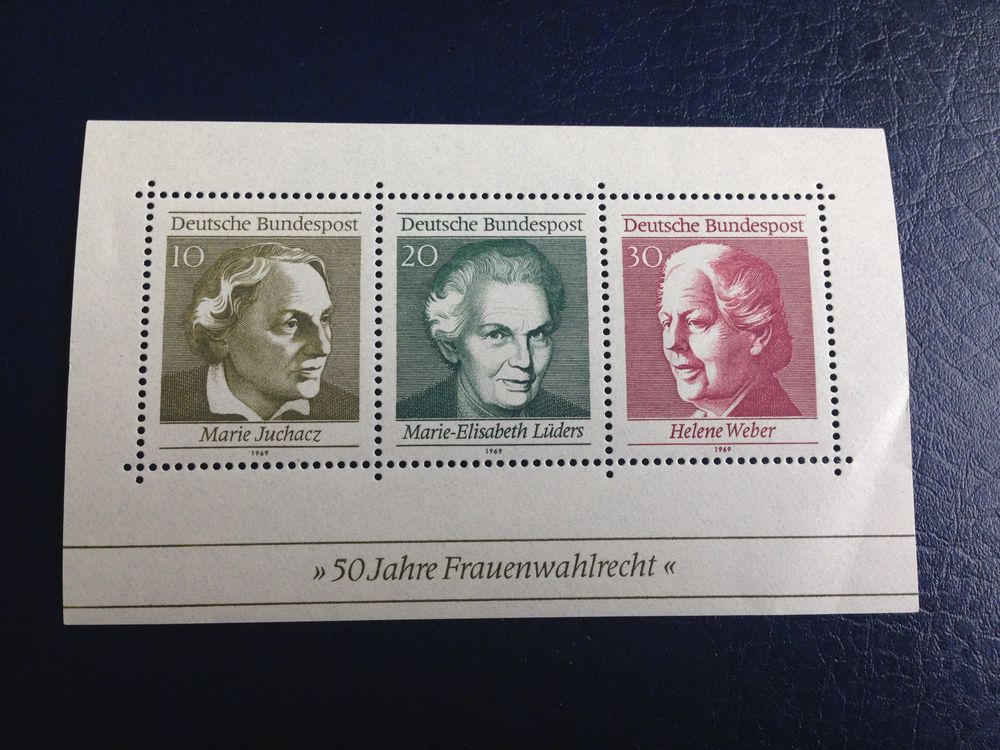 Deutsche Bundespost
10
Marie Juchacz
1969
Deutsche Bundespost
20
Marie-Elisabeth Lüders
1969
Deutsche Bundespost
30
Helene Weber
1969
» 50 Jahre Frauenwahlrecht «